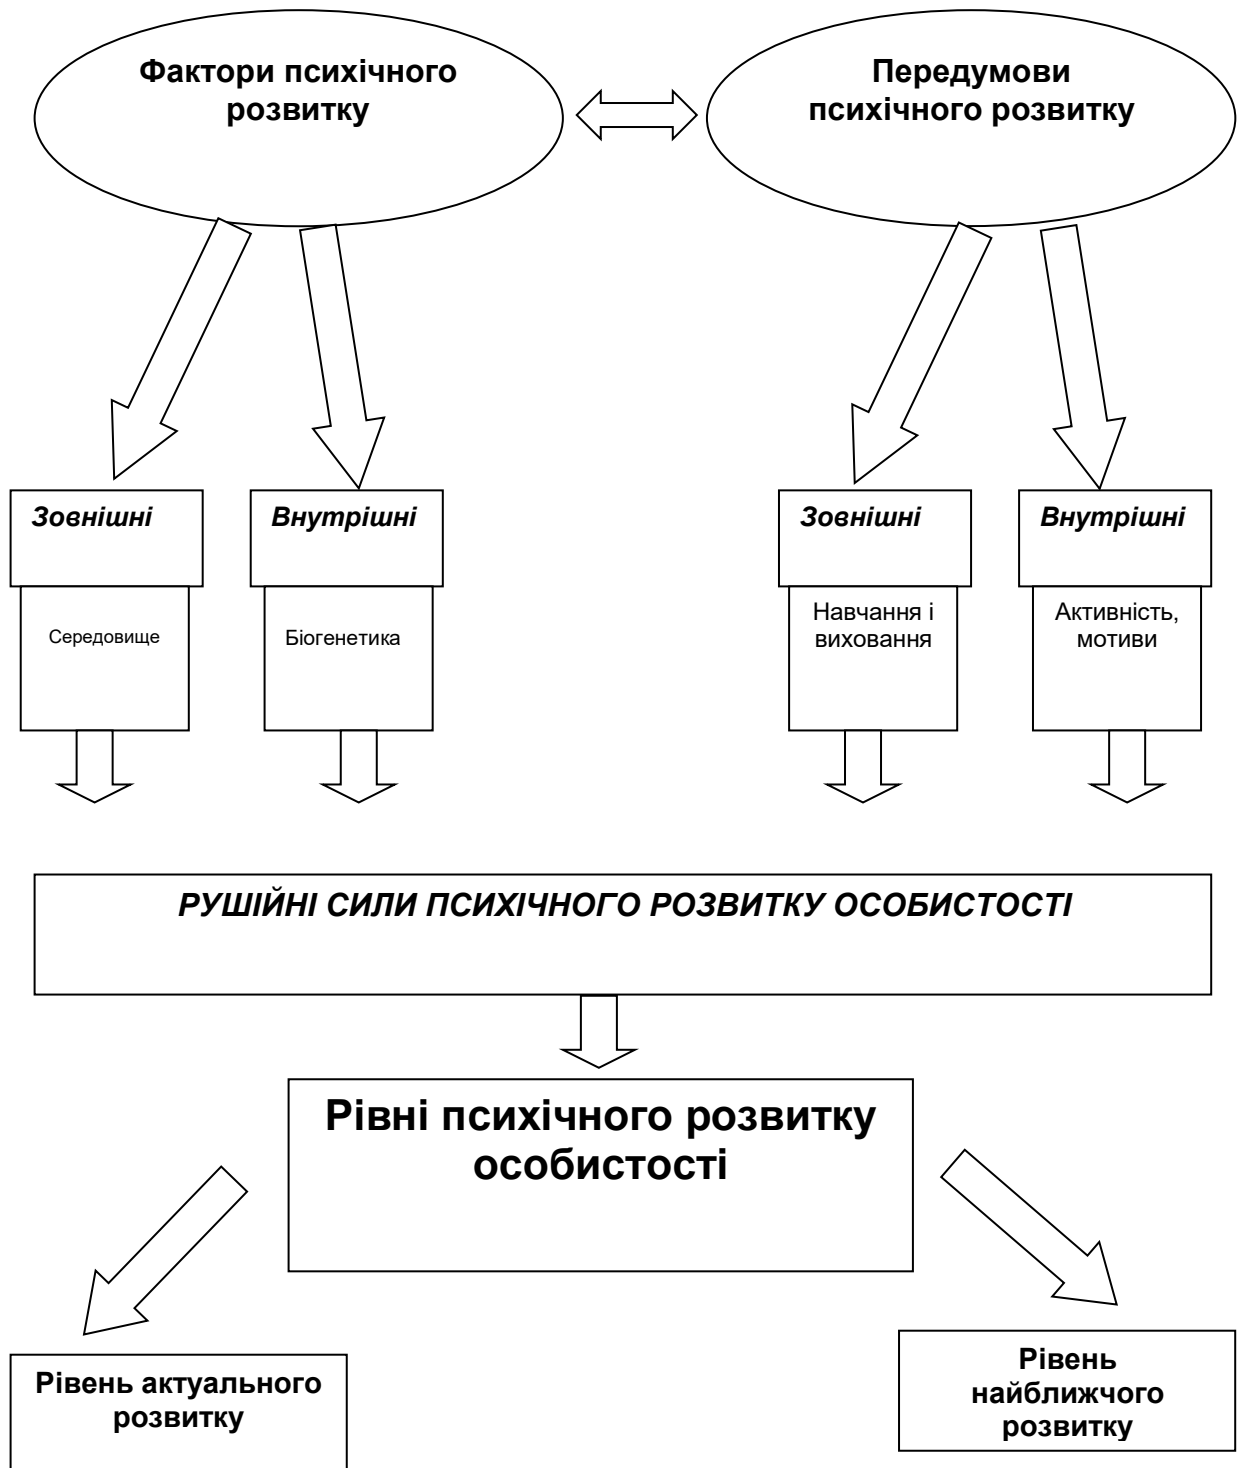 Фактори психічного
розвитку
Передумови
психічного розвитку
Зовнішні
Внутрішні
Зовнішні
Внутрішні
Середовище
Біогенетика
Навчання і
виховання
Активність,
мотиви
РУШІЙНІ СИЛИ ПСИХІЧНОГО РОЗВИТКУ ОСОБИСТОСТІ
Рівні психічного розвитку
особистості
Рівень актуального
розвитку
Рівень
найближчого
розвитку